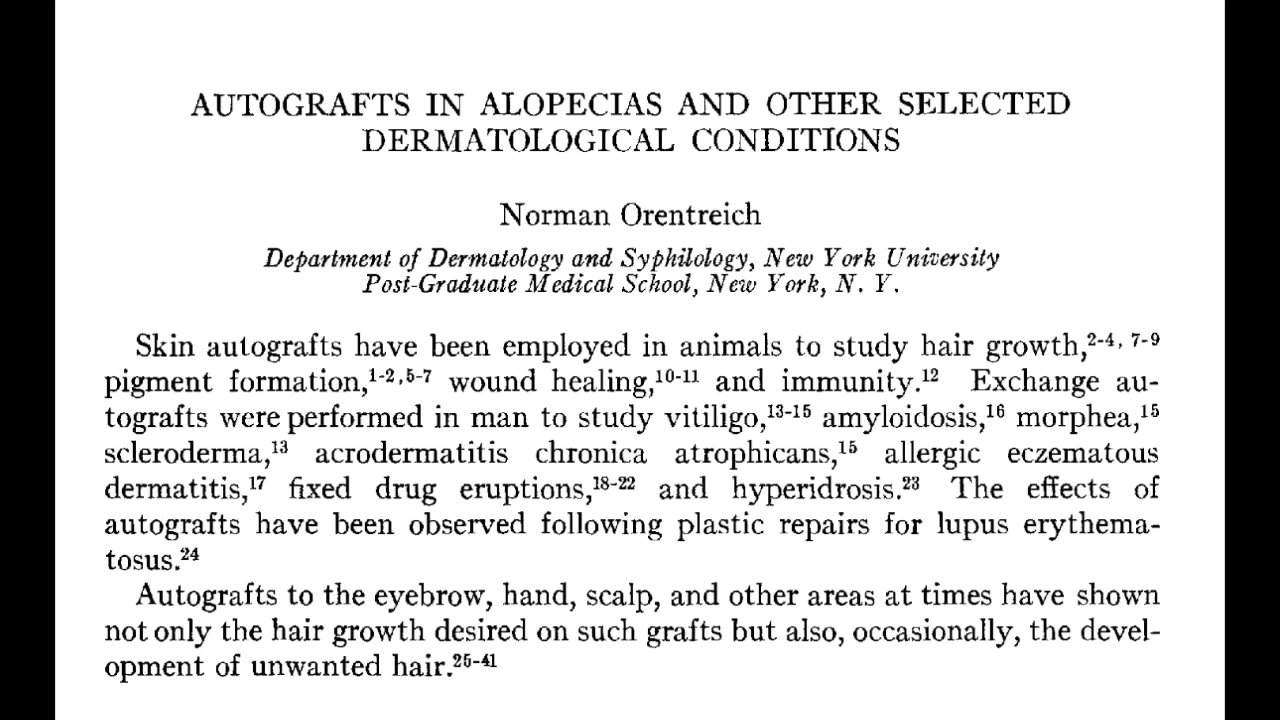 AUTOGRAFTS IN ALOPECIAS AND OTHER SELECTED
DERMATOLOGICAL CONDITIONS
Norman Orentreich
Department of Dermatology and Syphilology, New York University
Post-Graduate Medical School, New York, N. Y.
Skin autografts have been employed in animals to study hair growth,2-4, 7-9
pigment formation,1-2,5-7 wound healing,10-11 and immunity.12 Exchange au-
tografts were performed in man to study vitiligo,13-15 amyloidosis,16 morphea,15
scleroderma,13 acrodermatitis chronica atrophicans,15 allergic eczematous
dermatitis,17 fixed drug eruptions,18-22 and hyperidrosis.23 The effects of
autografts have been observed following plastic repairs for lupus erythema-
tosus.24
Autografts to the eyebrow, hand, scalp, and other areas at times have shown
not only the hair growth desired on such grafts but also, occasionally, the devel-
opment of unwanted hair.25-41